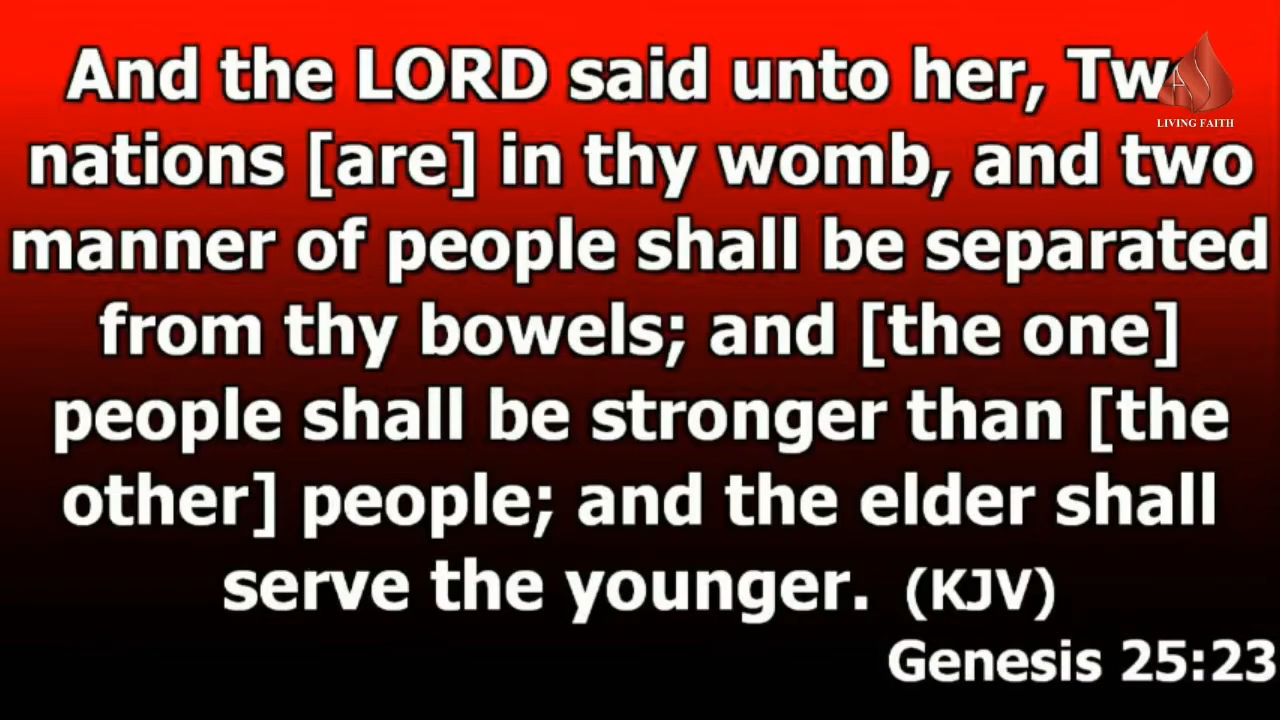 And the LORD said unto her, Two
nations [are] in thy womb, and two
manner of people shall be separated
from thy bowels; and [the one]
people shall be stronger than [the
other] people; and the elder shall
serve the younger. (KJV)
Genesis 25:23
LIVING FAITH